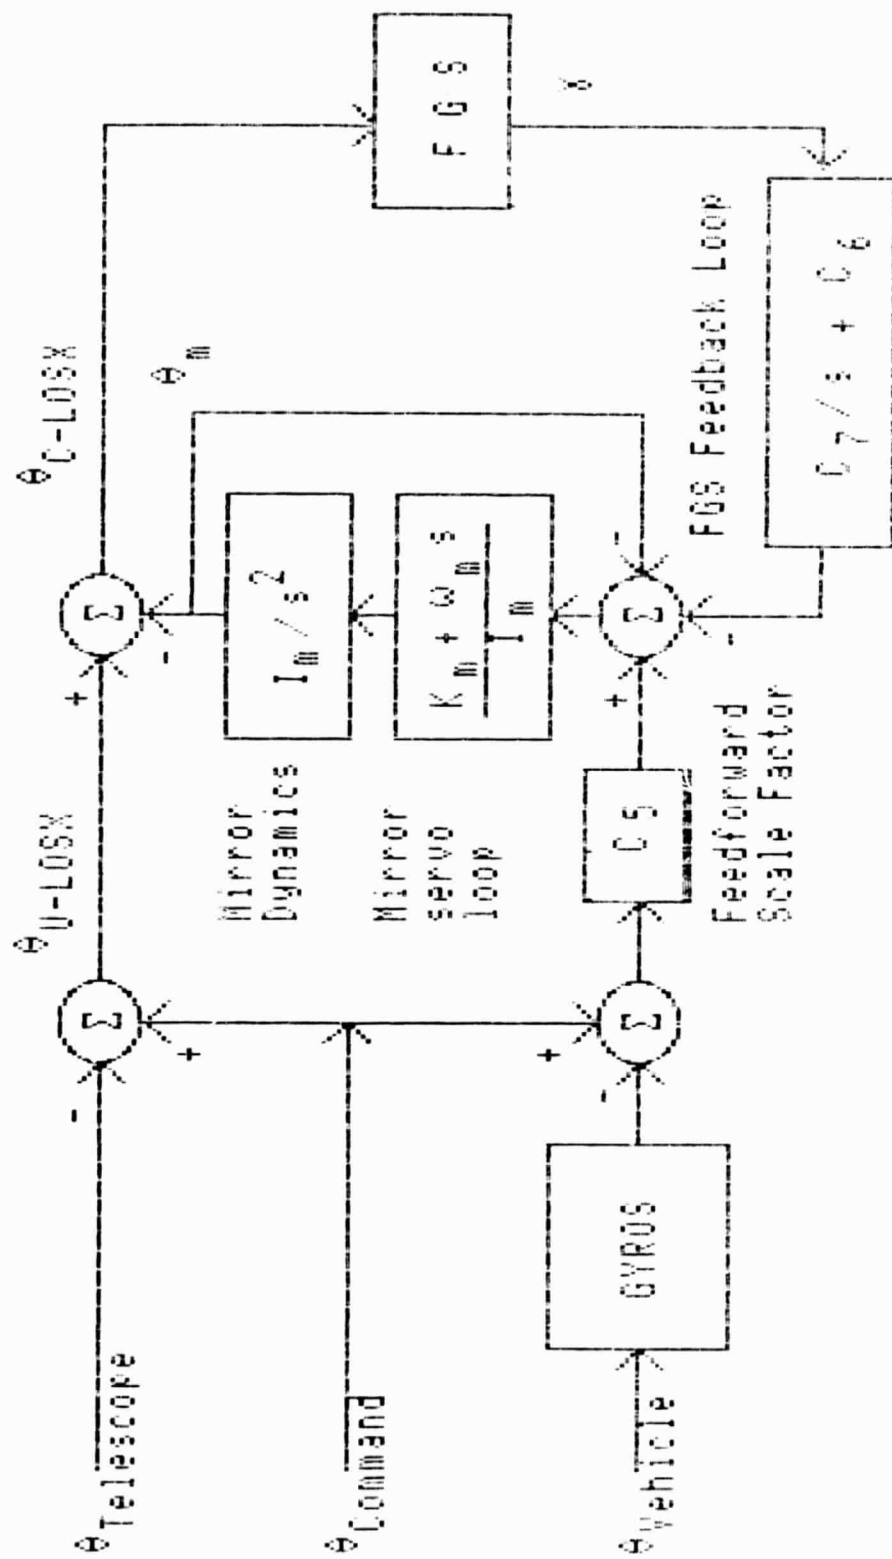 Θ Telescope
-
Σ
+
Θ U-LOSX
+
Σ
-
Θ C-LOSX
Θ Command
Mirror
Dynamics
I m / s 2
Θ m
F G S
Mirror
servo
loop
K m + ω m s
I m
Θ Vehicle
GYROS
-
+
Σ
C 5
Feedforward
Scale Factor
+
Σ
-
-
FGS Feedback Loop
C 7 / s + C 6